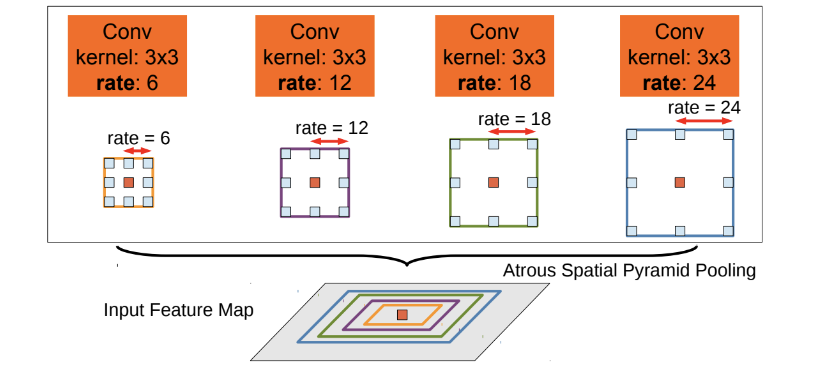 Conv
kernel: 3x3
rate: 6
Conv
kernel: 3x3
rate: 12
Conv
kernel: 3x3
rate: 18
Conv
kernel: 3x3
rate: 24
rate = 6
rate = 12
rate = 18
rate = 24
Atrous Spatial Pyramid Pooling
Input Feature Map